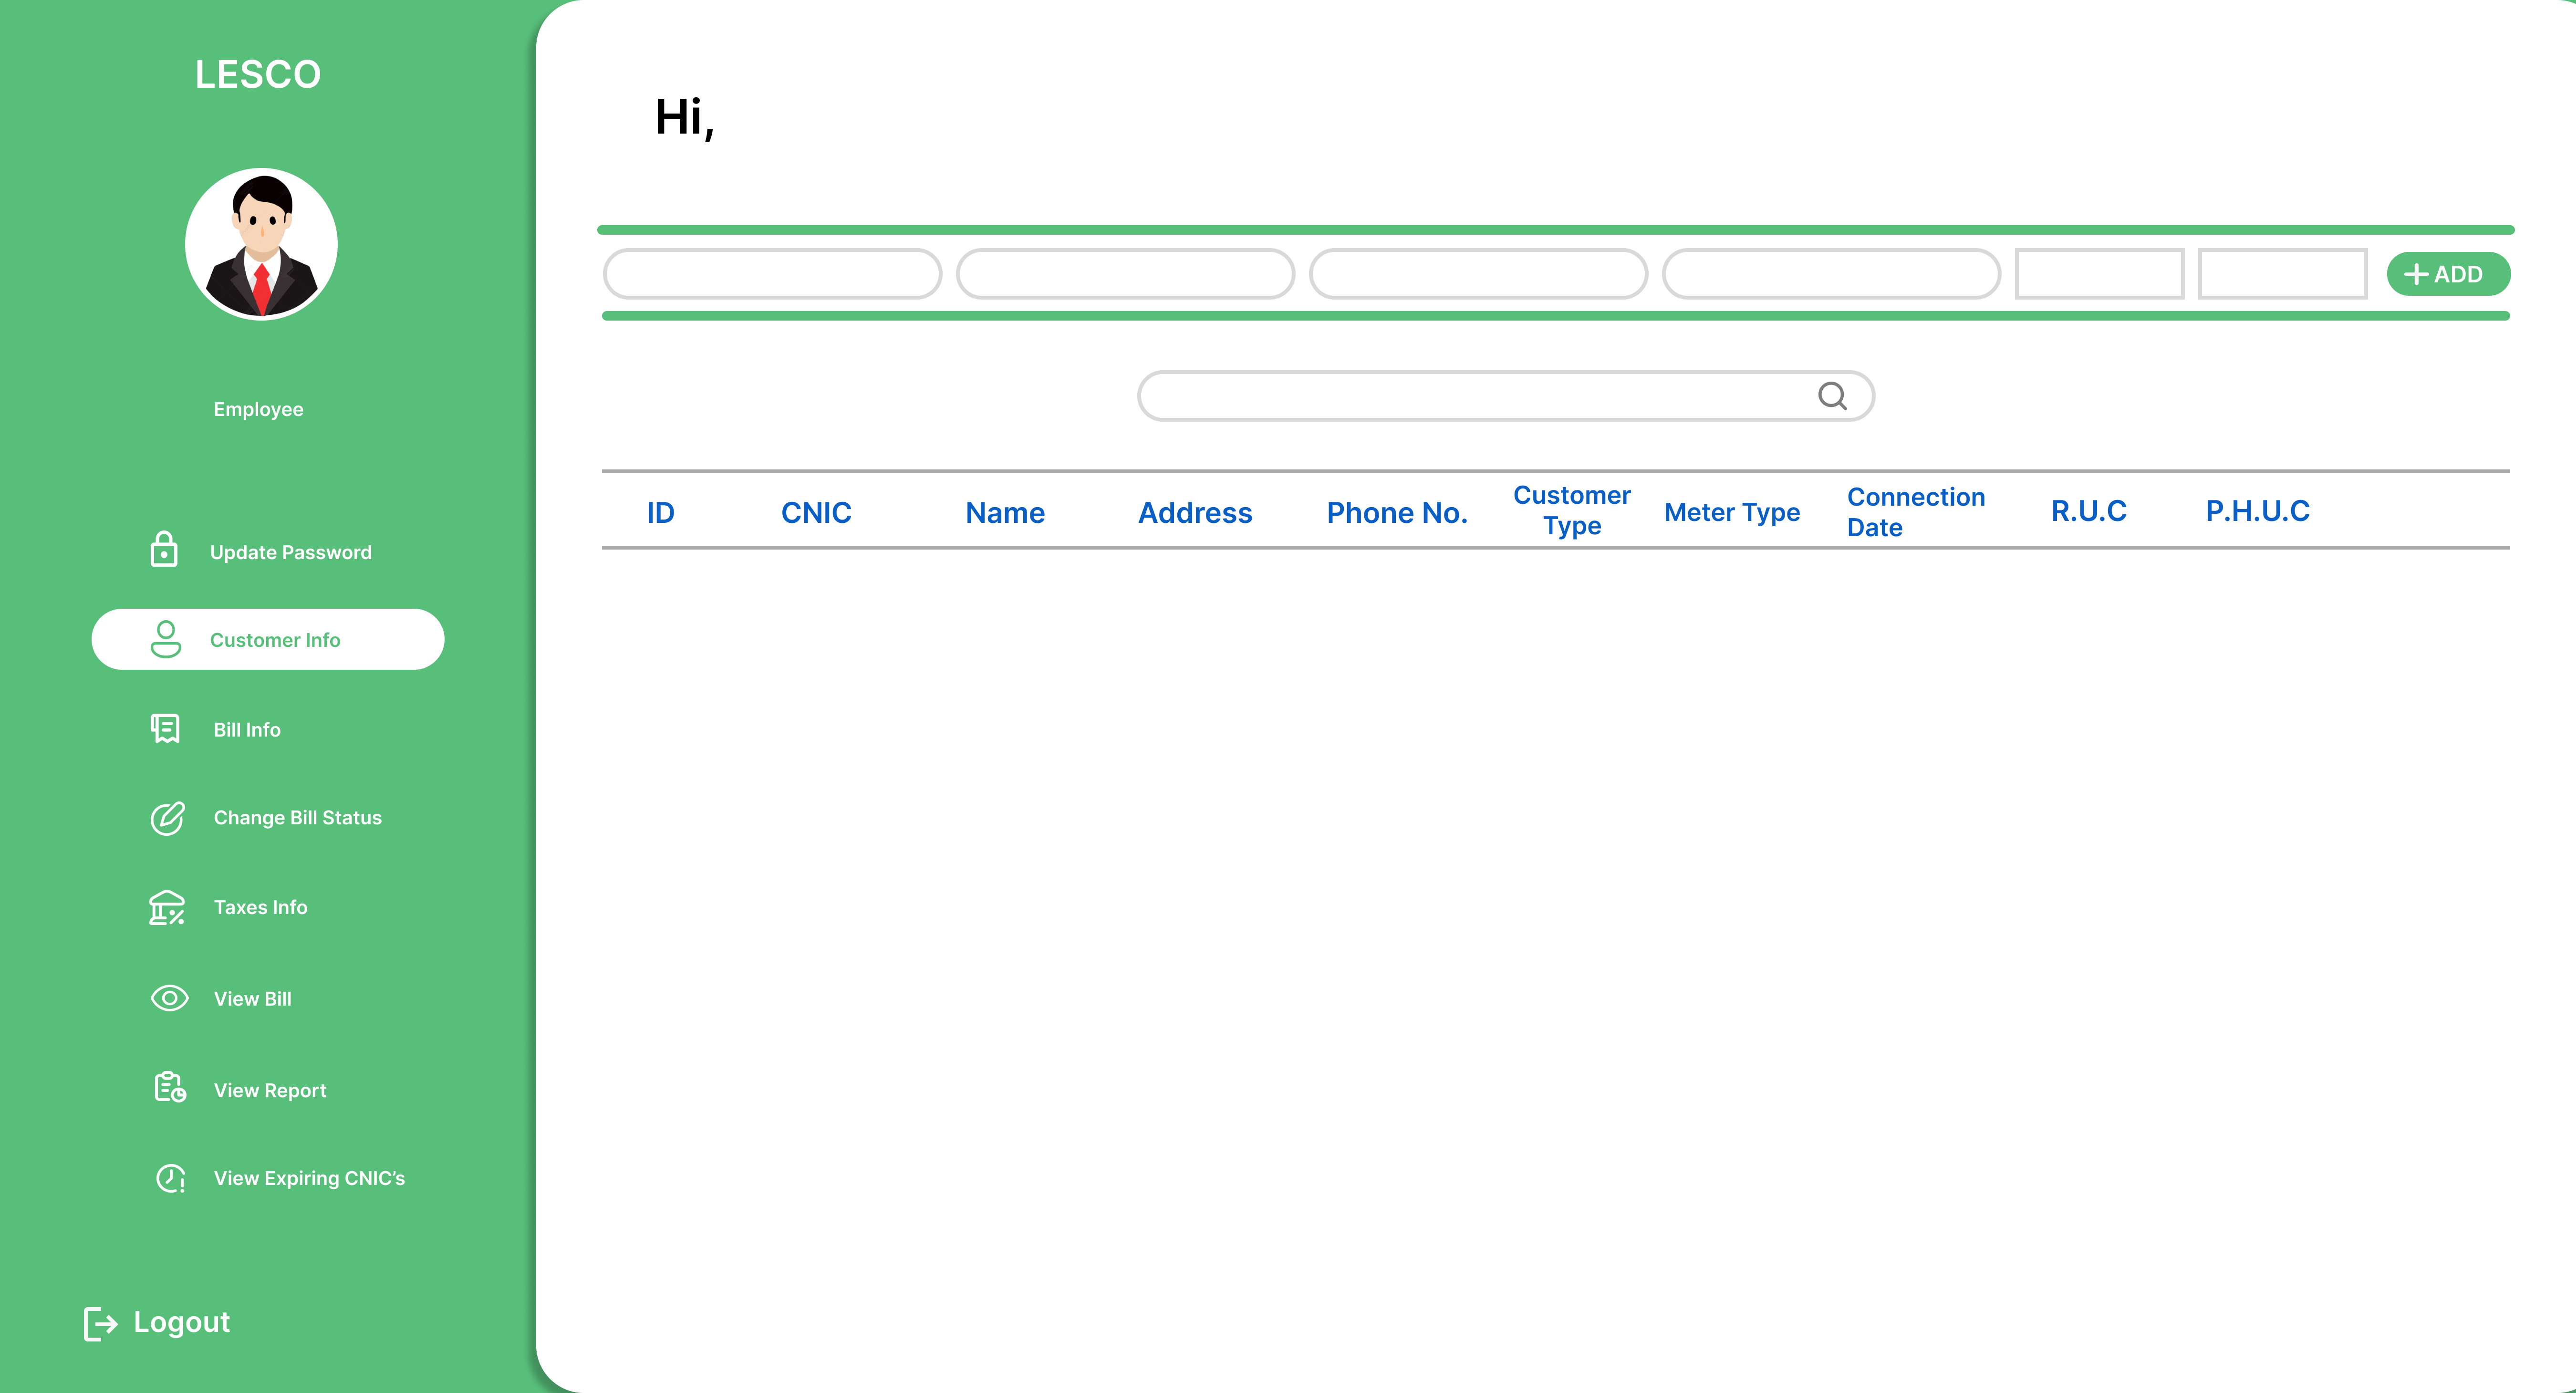 LESCO
Employee
Update Password
Customer Info
Bill Info
Change Bill Status
Taxes Info
View Bill
View Report
View Expiring CNIC’s
Logout
Hi,
ADD
ID CNIC Name Address Phone No. Customer Type Meter Type Connection Date R.U.C P.H.U.C